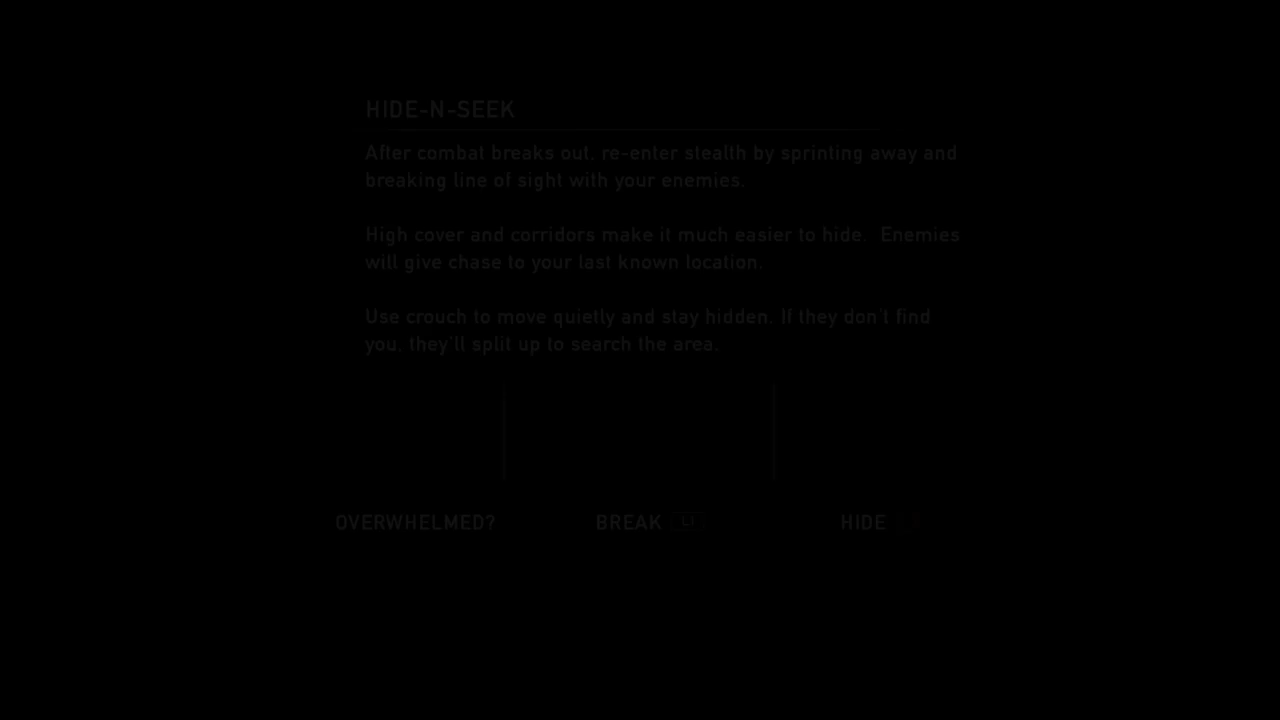 HIDE-N-SEEK
After combat breaks out, re-enter stealth by sprinting away and
breaking line of sight with your enemies.
High cover and corridors make it much easier to hide. Enemies
will give chase to your last known location.
Use crouch to move quietly and stay hidden. If they don't find
you, they'll split up to search the area.
OVERWHELMED? BREAK L1 HIDE